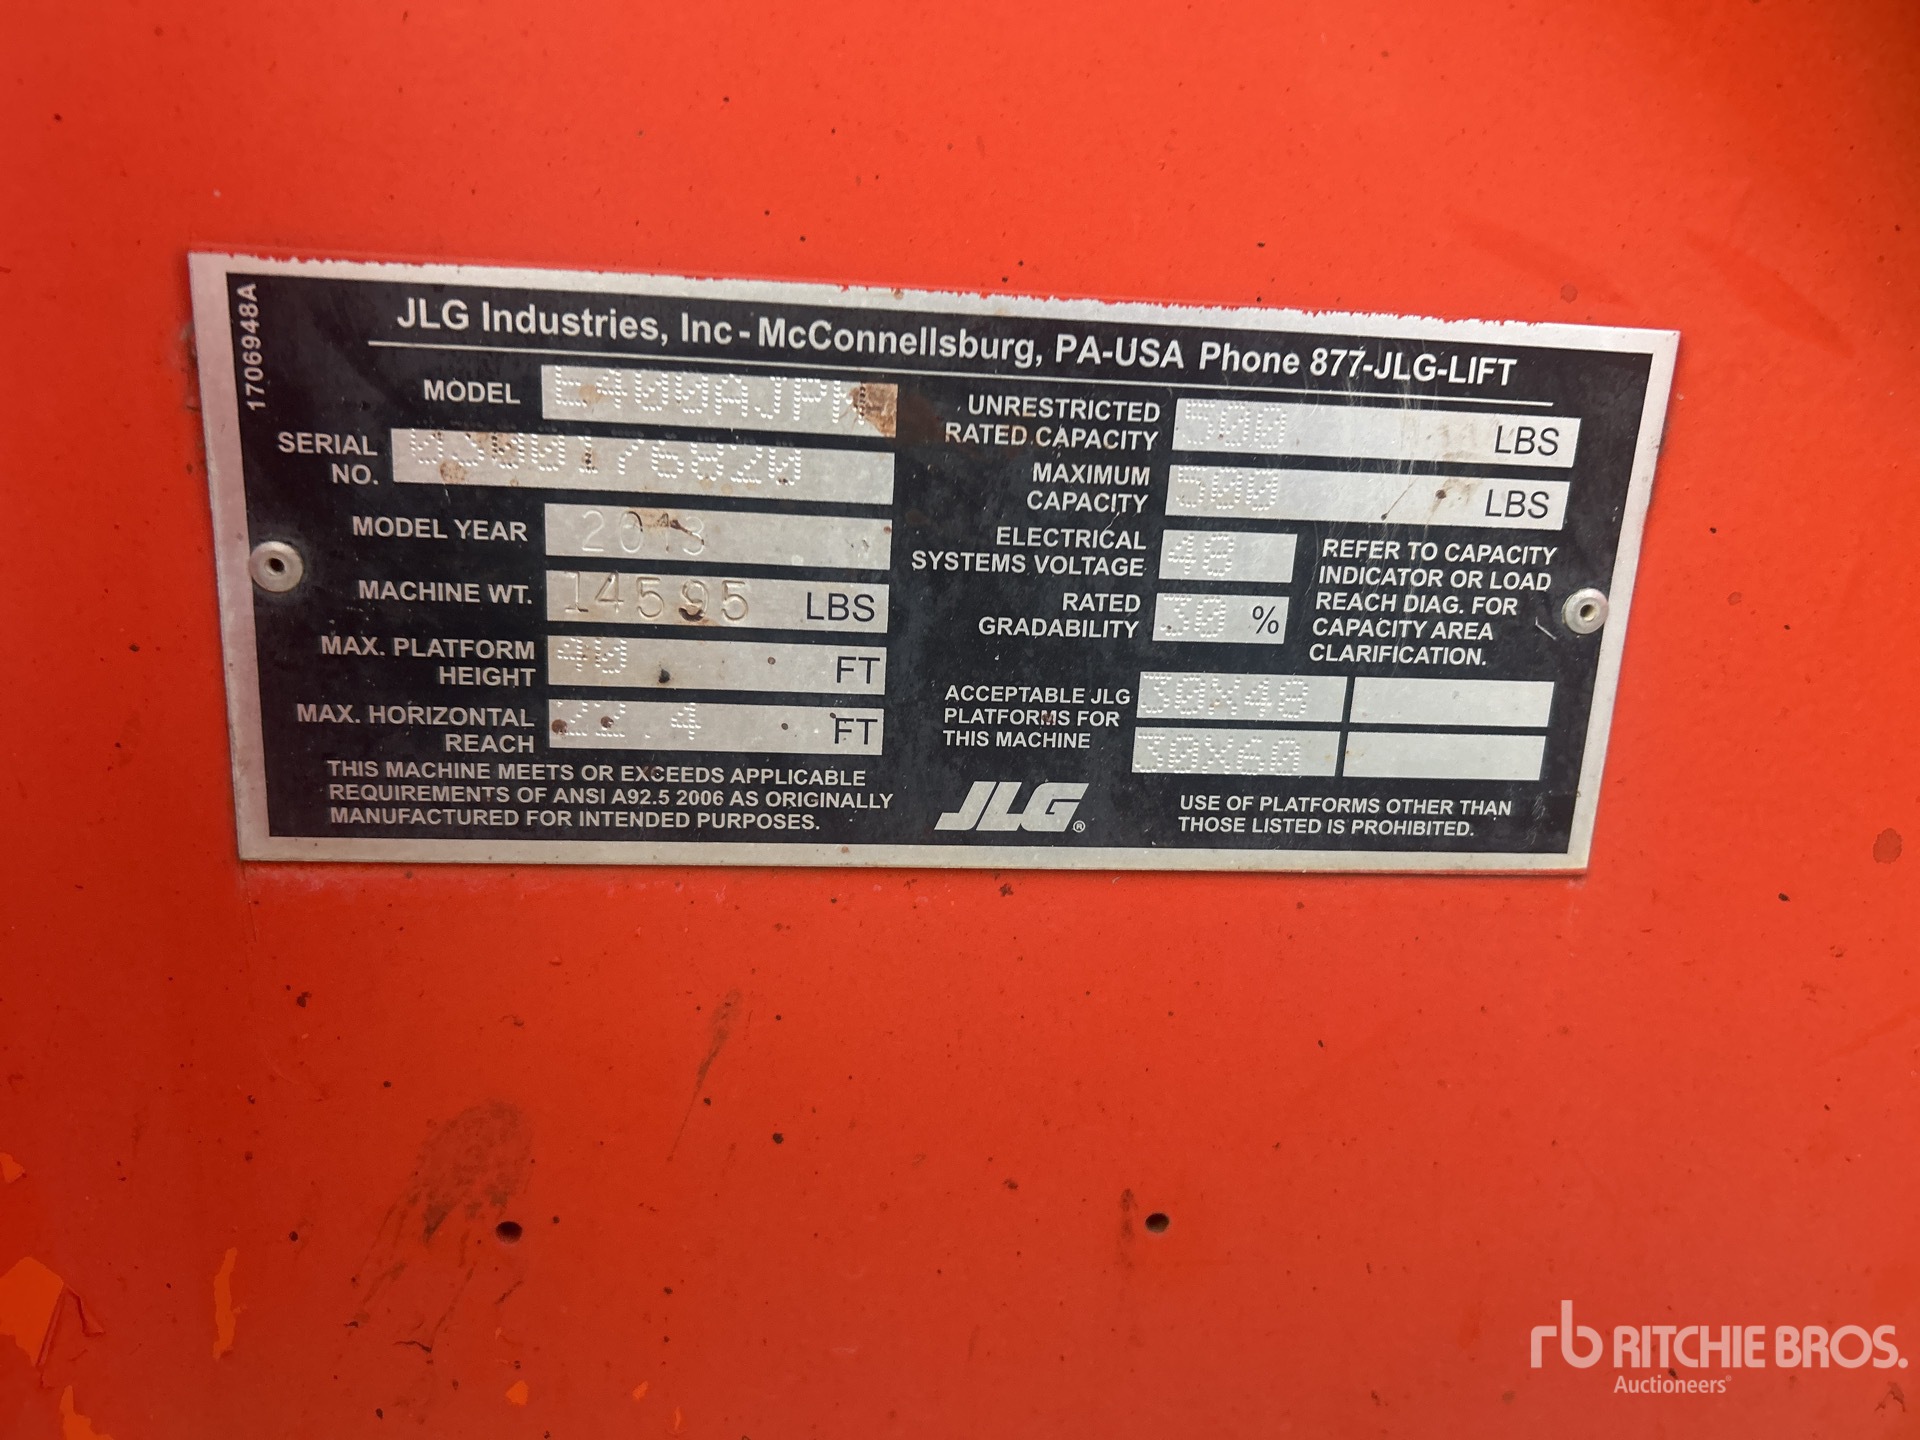 1706948A
JLG Industries, Inc - McConnellsburg, PA-USA Phone 877-JLG-LIFT
MODEL E400AJPN
SERIAL
NO. 0300176820
MODEL YEAR 2013
MACHINE WT. 14595 LBS
MAX. PLATFORM
HEIGHT 40 FT
MAX. HORIZONTAL
REACH 22.4 FT
THIS MACHINE MEETS OR EXCEEDS APPLICABLE
REQUIREMENTS OF ANSI A92.5 2006 AS ORIGINALLY
MANUFACTURED FOR INTENDED PURPOSES.
UNRESTRICTED
RATED CAPACITY 500 LBS
MAXIMUM
CAPACITY 500 LBS
ELECTRICAL
SYSTEMS VOLTAGE 48
RATED
GRADABILITY 30 %
REFER TO CAPACITY
INDICATOR OR LOAD
REACH DIAG. FOR
CAPACITY AREA
CLARIFICATION.
ACCEPTABLE JLG
PLATFORMS FOR
THIS MACHINE
30X48
30X60
JLG®
USE OF PLATFORMS OTHER THAN
THOSE LISTED IS PROHIBITED.
rb RITCHIE BROS.
Auctioneers